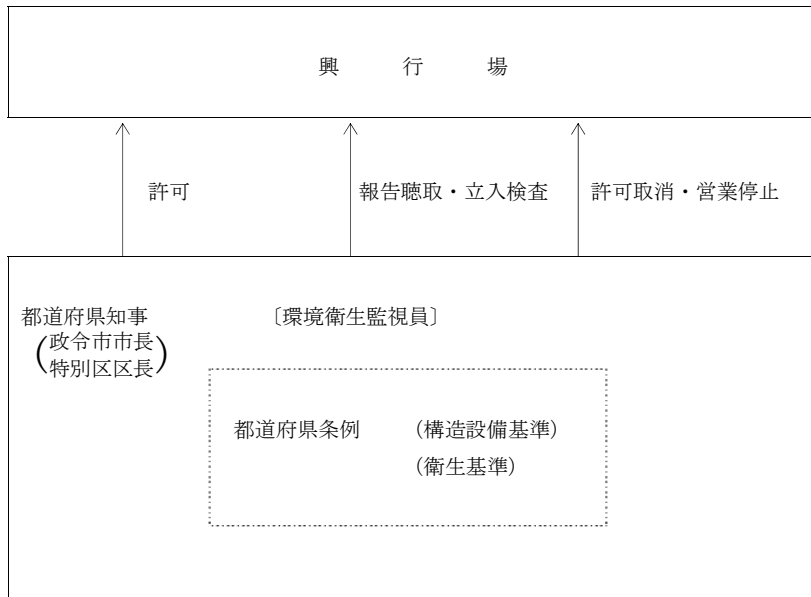 興行場
許可
報告聴取・立入検査
許可取消・営業停止
都道府県知事
〔環境衛生監視員〕
(政令市市長
特別区区長)
都道府県条例 (構造設備基準)
(衛生基準)